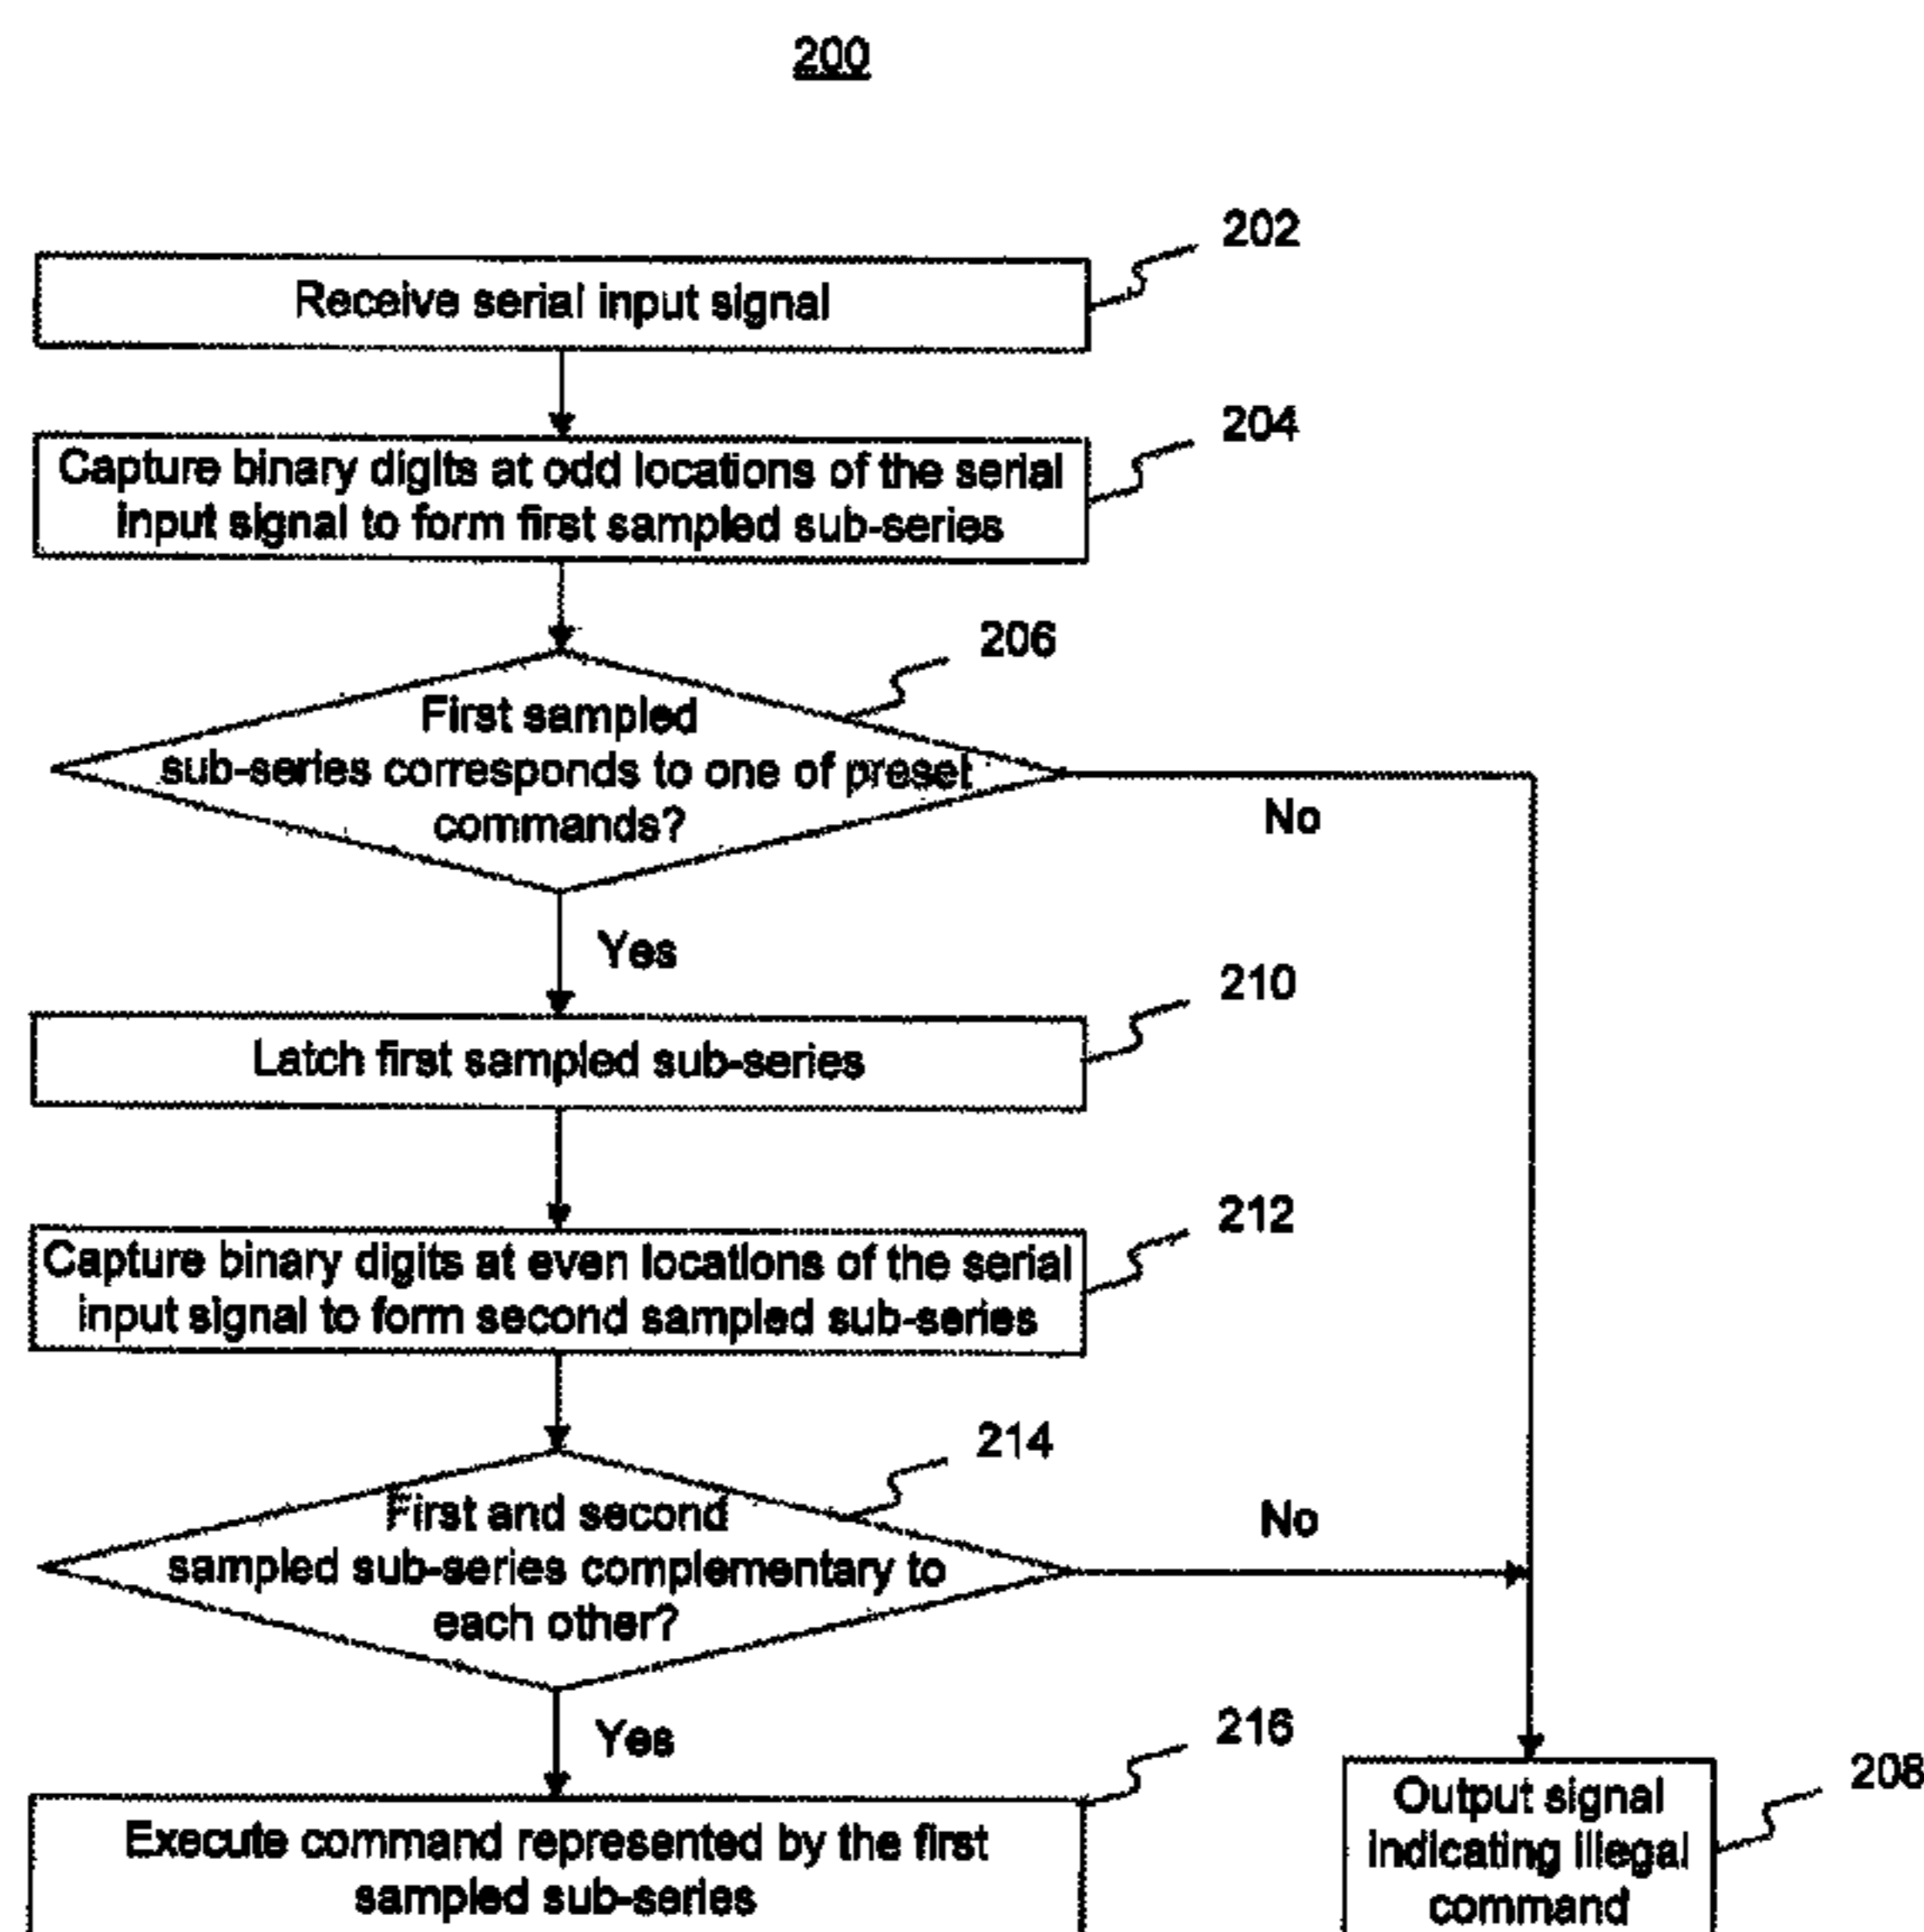 200
202
Receive serial input signal
204
Capture binary digits at odd locations of the serial
input signal to form first sampled sub-series
206
First sampled
sub-series corresponds to one of preset
commands?
No
Yes
210
Latch first sampled sub-series
212
Capture binary digits at even locations of the serial
input signal to form second sampled sub-series
214
First and second
sampled sub-series complementary to
each other?
No
Yes
216
Execute command represented by the first
sampled sub-series
208
Output signal
indicating illegal
command